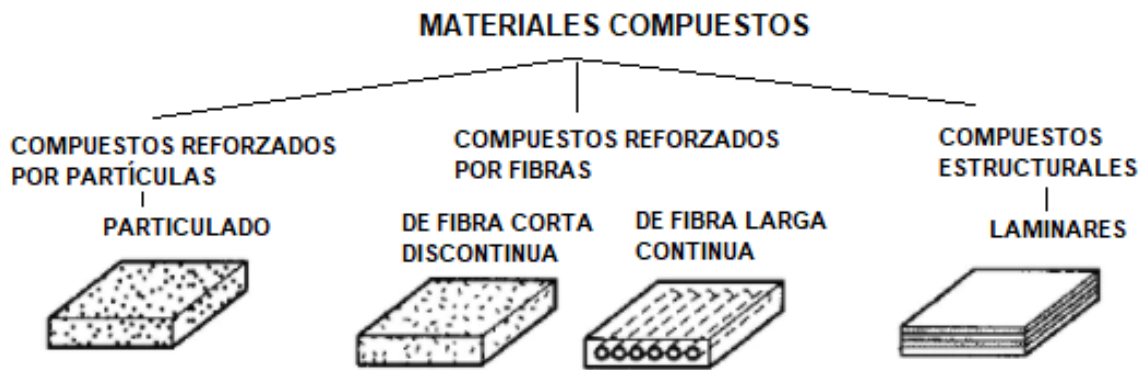 MATERIALES COMPUESTOS
COMPUESTOS REFORZADOS
POR PARTÍCULAS
PARTICULADO
COMPUESTOS REFORZADOS
POR FIBRAS
DE FIBRA CORTA
DISCONTINUA
DE FIBRA LARGA
CONTINUA
COMPUESTOS
ESTRUCTURALES
LAMINARES